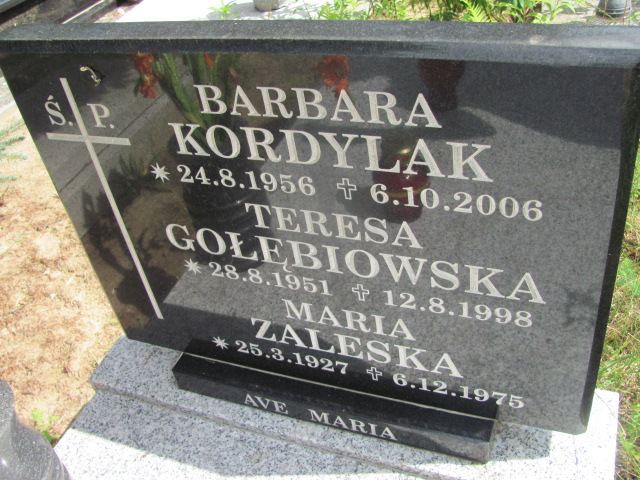 Ś. P.
BARBARA
KORDYLAK
* 24.8.1956 ✝ 6.10.2006
TERESA
GOŁĘBIOWSKA
* 28.8.1951 ✝ 12.8.1998
MARIA
ZALESKA
* 25.3.1927 ✝ 6.12.1975
AVE MARIA